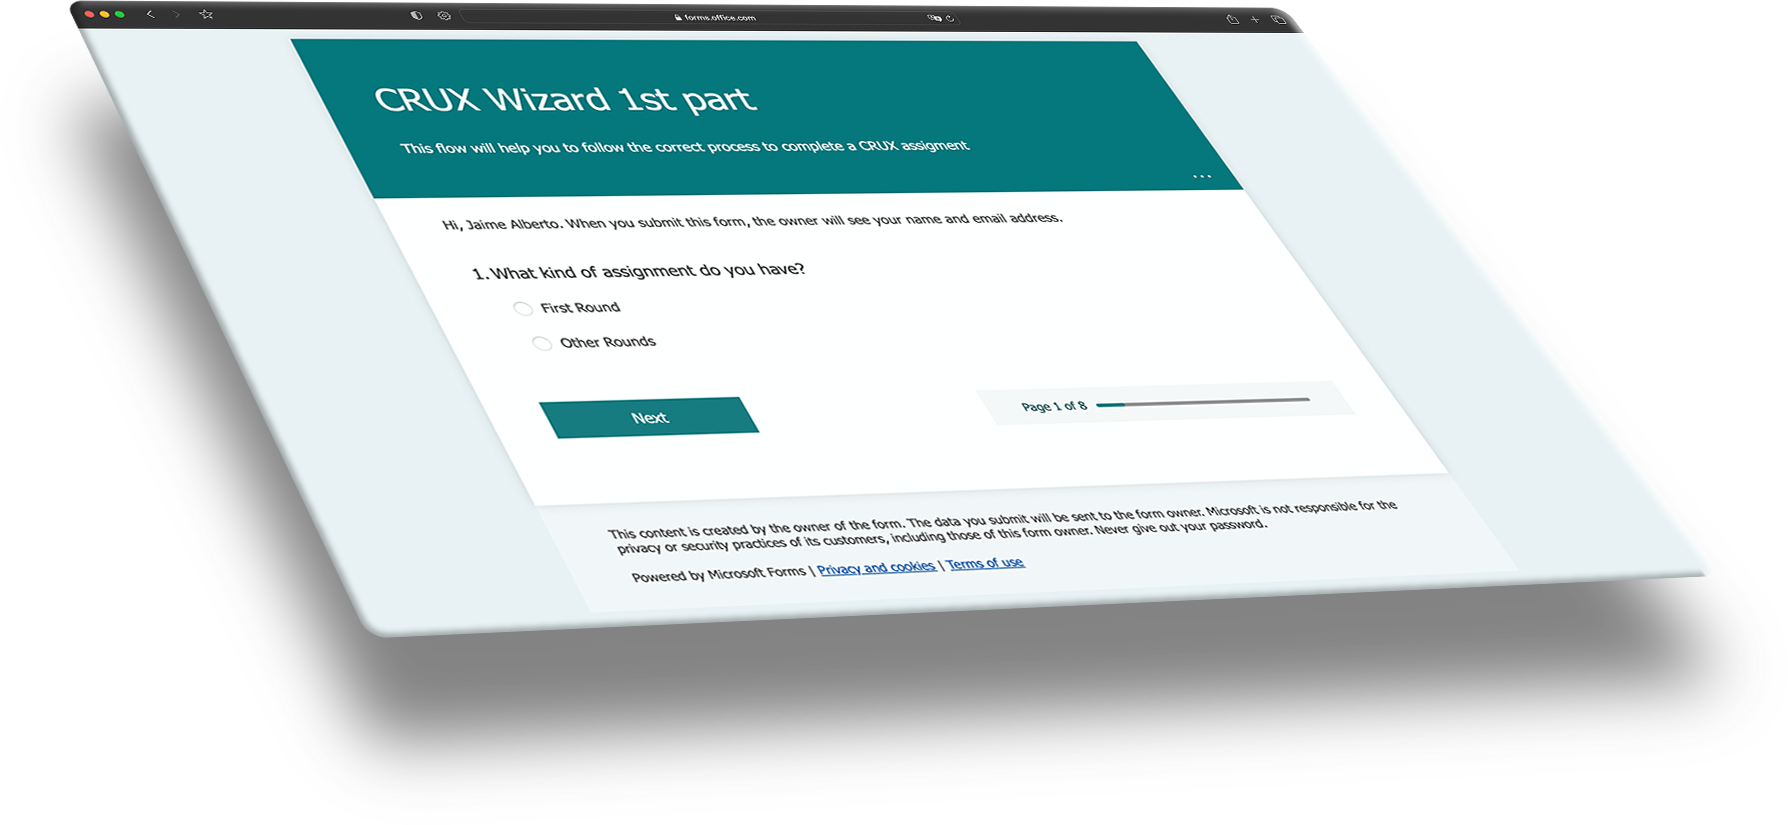 forms.office.com
CRUX Wizard 1st part
This flow will help you to follow the correct process to complete a CRUX assigment
...
Hi, Jaime Alberto. When you submit this form, the owner will see your name and email address.
1. What kind of assignment do you have?
First Round
Other Rounds
Next
Page 1 of 8
This content is created by the owner of the form. The data you submit will be sent to the form owner. Microsoft is not responsible for the
privacy or security practices of its customers, including those of this form owner. Never give out your password.
Powered by Microsoft Forms | Privacy and cookies | Terms of use